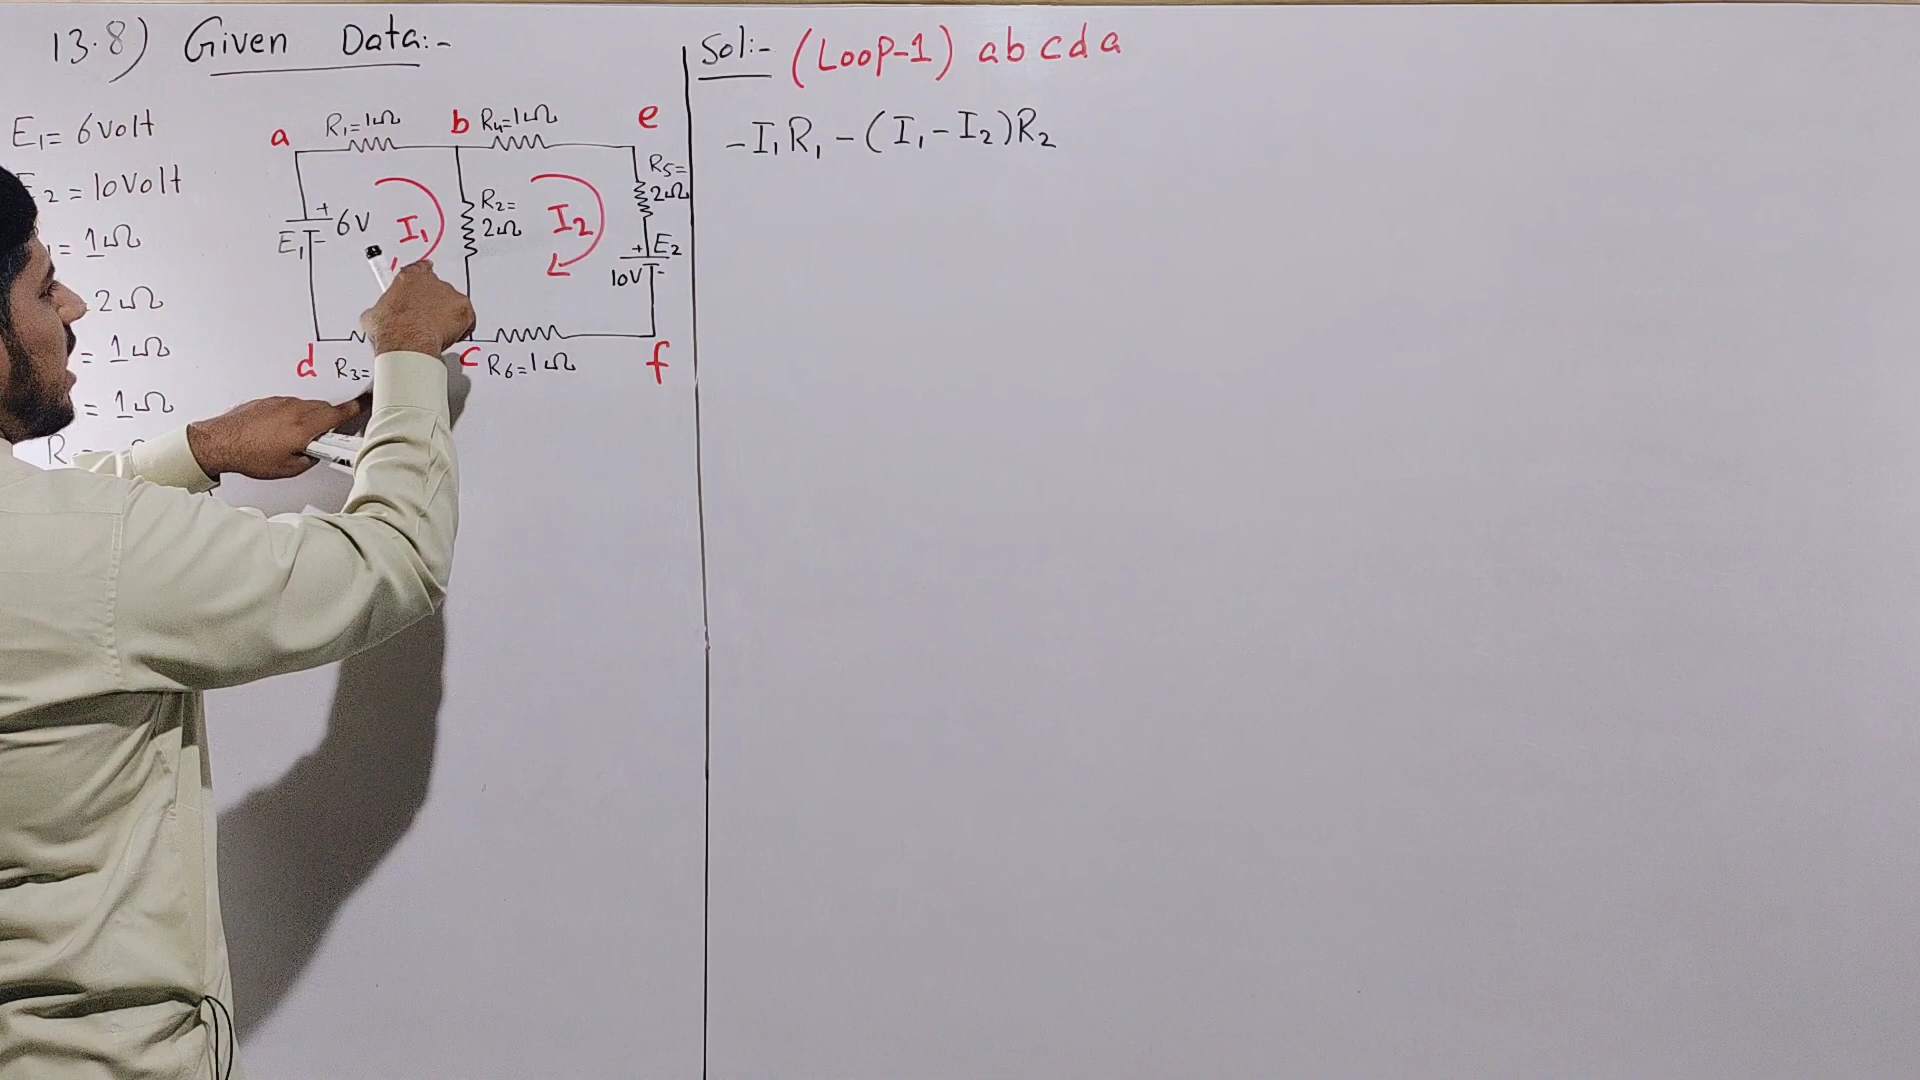 13.8) Given Data:-
E₁= 6volt
2 = 10Volt
= 1Ω
2Ω
= 1Ω
= 1Ω
R
a
R₁=1Ω
b
R₄=1Ω
e
R₅=
2Ω
+
6V
E₁
-
I₁
R₂=
2Ω
I₂
+
E₂
10V
-
d
R₃=
c
R₆=1Ω
f
Sol:- (Loop-1) abcda
-I₁R₁-(I₁-I₂)R₂